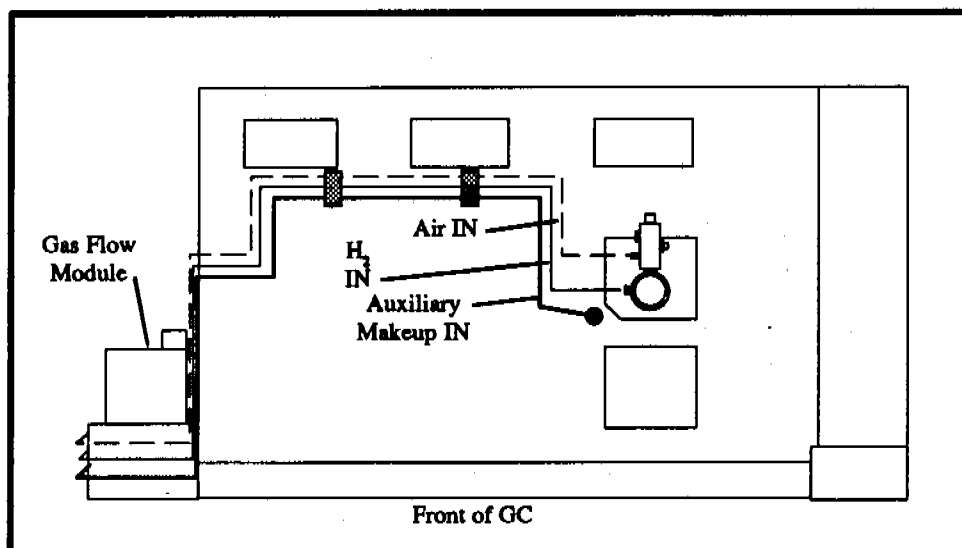 Gas Flow
Module
Air IN
H2
IN
Auxiliary
Makeup IN
Front of GC